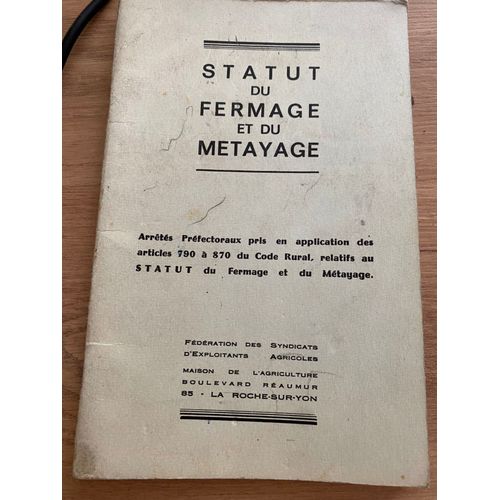 STATUT
DU
FERMAGE
ET DU
METAYAGE
Arrêtés Préfectoraux pris en application des
articles 790 à 870 du Code Rural, relatifs au
STATUT du Fermage et du Métayage.
FÉDÉRATION DES SYNDICATS
D'EXPLOITANTS AGRICOLES
MAISON DE L'AGRICULTURE
BOULEVARD RÉAUMUR
85 - LA ROCHE-SUR-YON